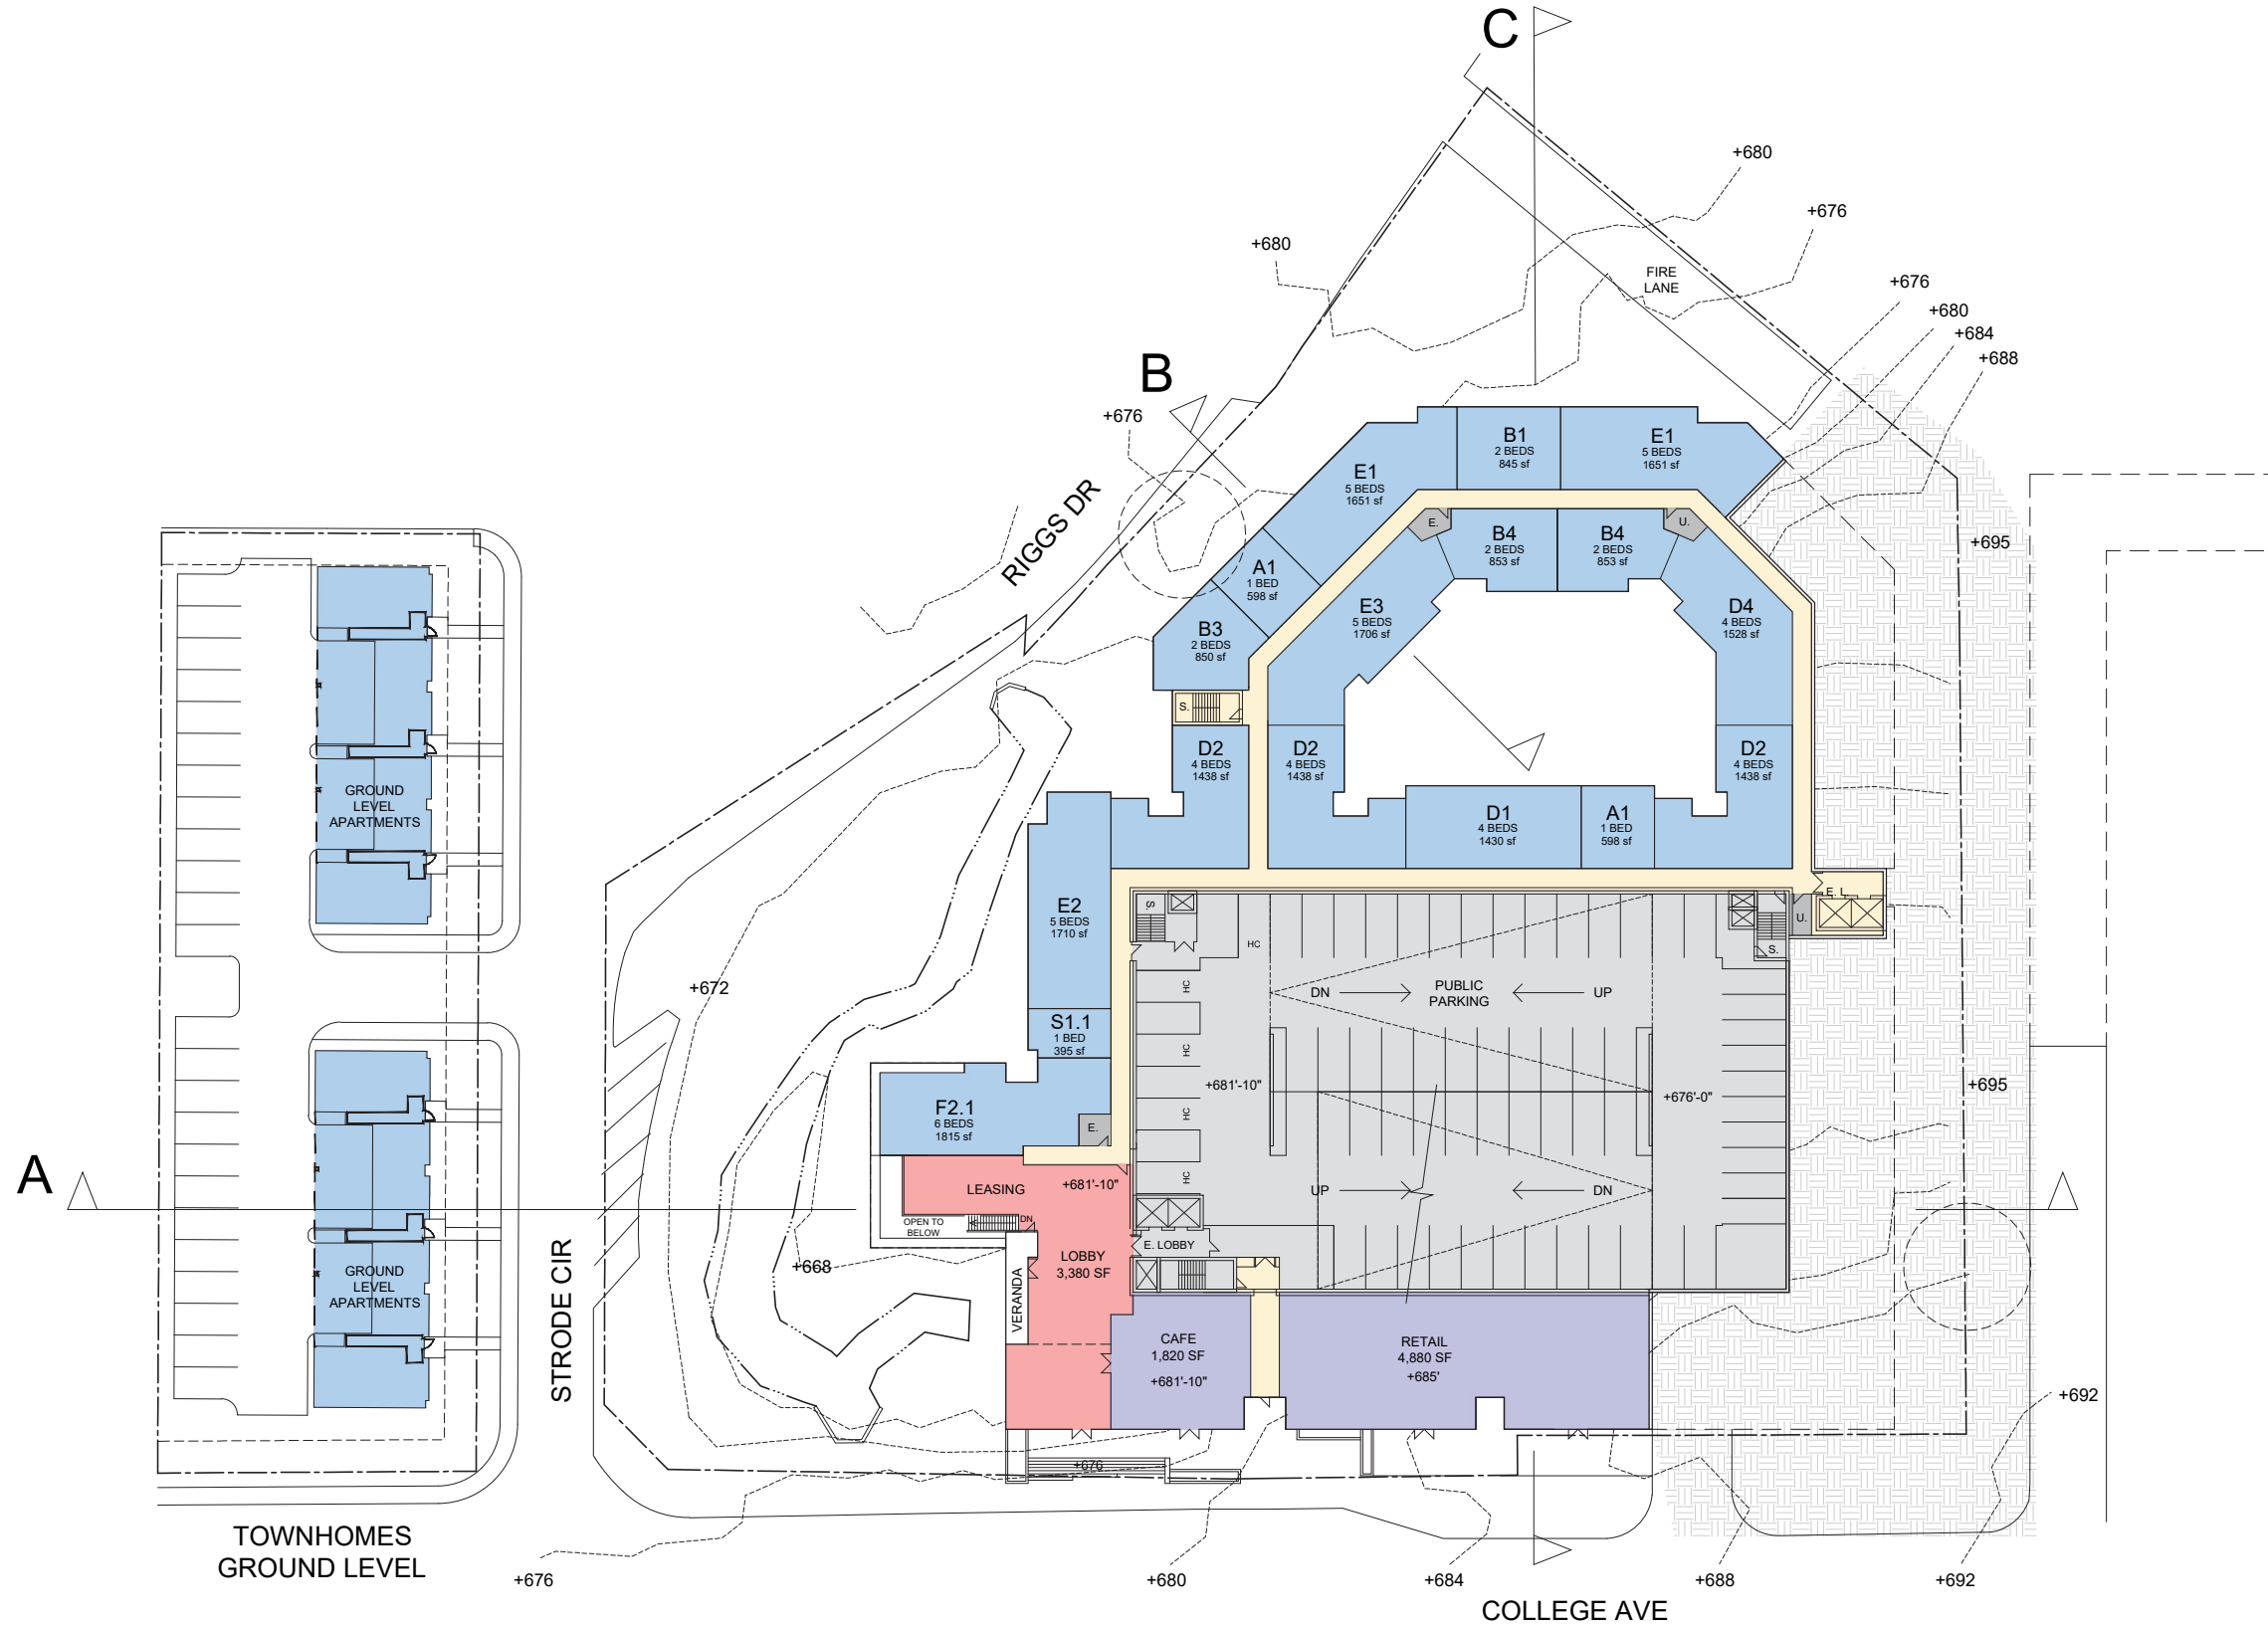 C
+680
+676
+680
FIRE
LANE
+676
+680
+684
+688
B
+676
RIGGS DR
E1
5 BEDS
1651 sf
B1
2 BEDS
845 sf
E1
5 BEDS
1651 sf
E.
B4
2 BEDS
853 sf
B4
2 BEDS
853 sf
U.
+695
A1
1 BED
598 sf
E3
5 BEDS
1706 sf
D4
4 BEDS
1528 sf
B3
2 BEDS
850 sf
S.
D2
4 BEDS
1438 sf
D2
4 BEDS
1438 sf
D2
4 BEDS
1438 sf
D1
4 BEDS
1430 sf
A1
1 BED
598 sf
GROUND
LEVEL
APARTMENTS
E2
5 BEDS
1710 sf
S.
HC
E. L.
U.
S.
+672
HC
DN
PUBLIC
PARKING
UP
S1.1
1 BED
395 sf
HC
+681'-10"
+676'-0"
+695
F2.1
6 BEDS
1815 sf
E.
HC
HC
A
LEASING
+681'-10"
UP
DN
OPEN TO
BELOW
DN
E. LOBBY
LOBBY
3,380 SF
+668
VERANDA
STRODE CIR
GROUND
LEVEL
APARTMENTS
CAFE
1,820 SF
+681'-10"
RETAIL
4,880 SF
+685'
+692
+676
TOWNHOMES
GROUND LEVEL
+676
+680
+684
+688
+692
COLLEGE AVE